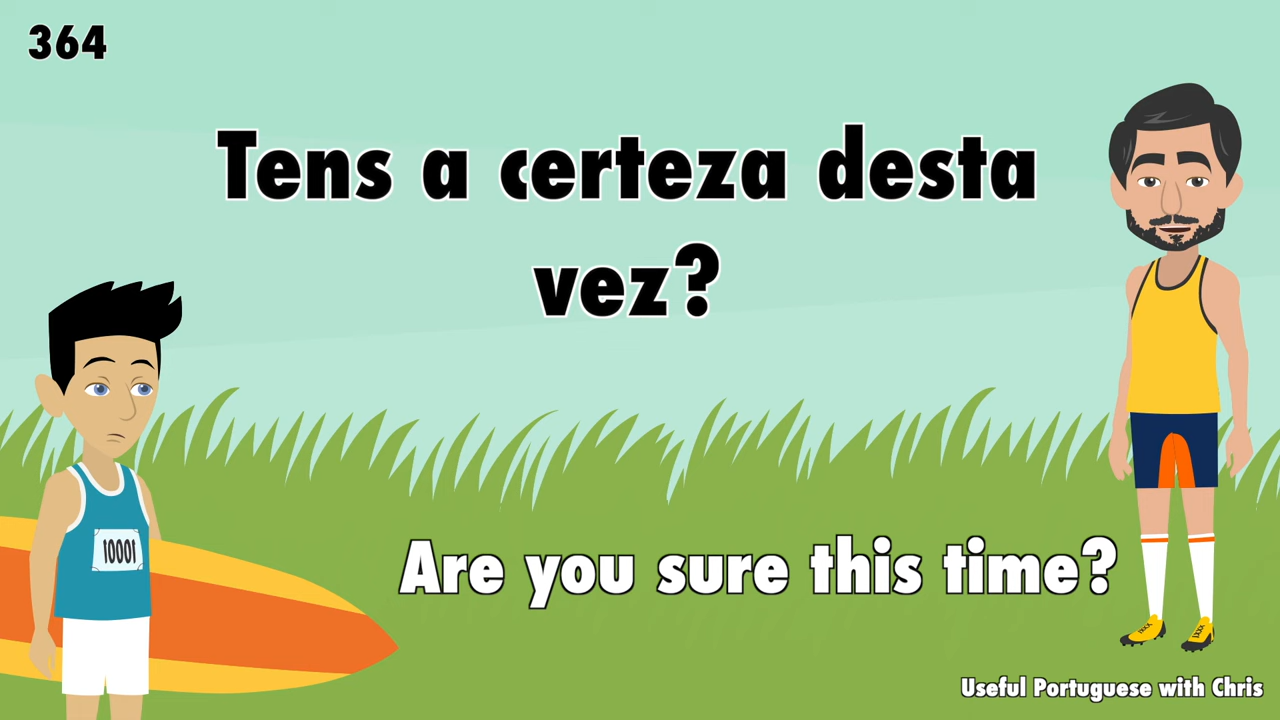 364
Tens a certeza desta
vez?
10001
Are you sure this time?
Useful Portuguese with Chris